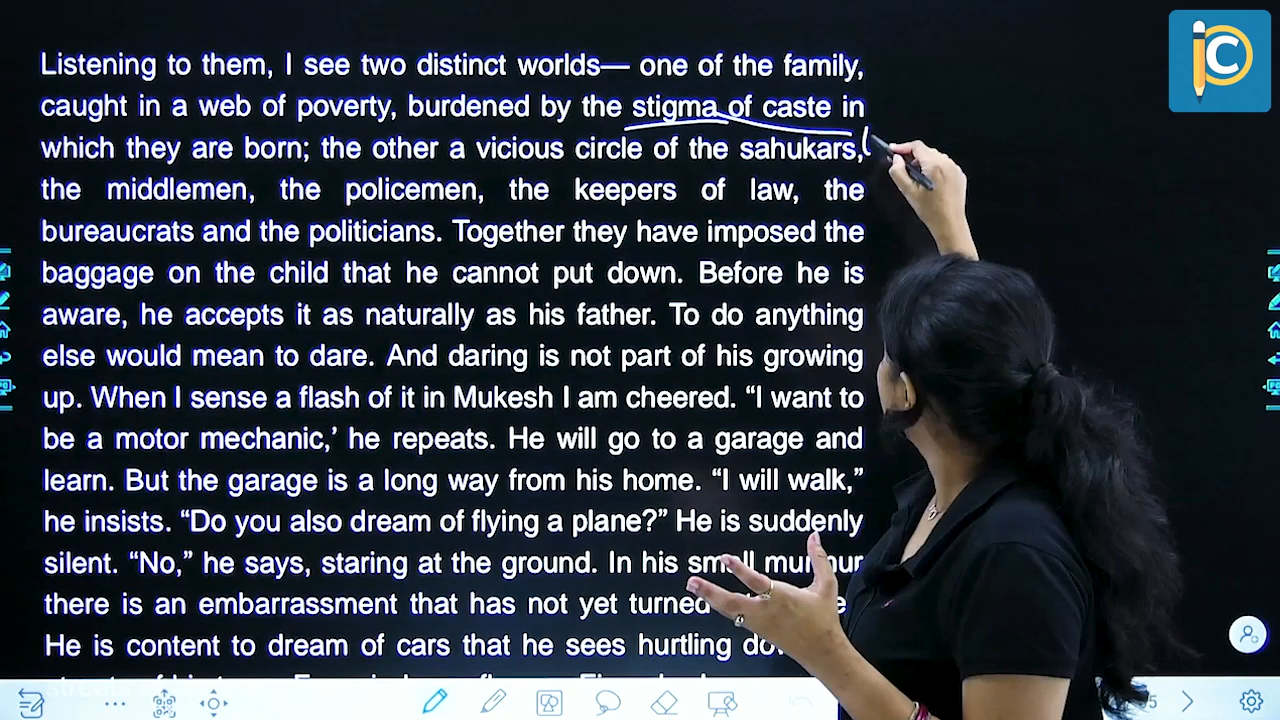 Listening to them, I see two distinct worlds— one of the family,
caught in a web of poverty, burdened by the stigma of caste in
which they are born; the other a vicious circle of the sahukars,
the middlemen, the policemen, the keepers of law, the
bureaucrats and the politicians. Together they have imposed the
baggage on the child that he cannot put down. Before he is
aware, he accepts it as naturally as his father. To do anything
else would mean to dare. And daring is not part of his growing
up. When I sense a flash of it in Mukesh I am cheered. “I want to
be a motor mechanic,’ he repeats. He will go to a garage and
learn. But the garage is a long way from his home. “I will walk,”
he insists. “Do you also dream of flying a plane?” He is suddenly
silent. “No,” he says, staring at the ground. In his small murmur
there is an embarrassment that has not yet turned
He is content to dream of cars that he sees hurtling